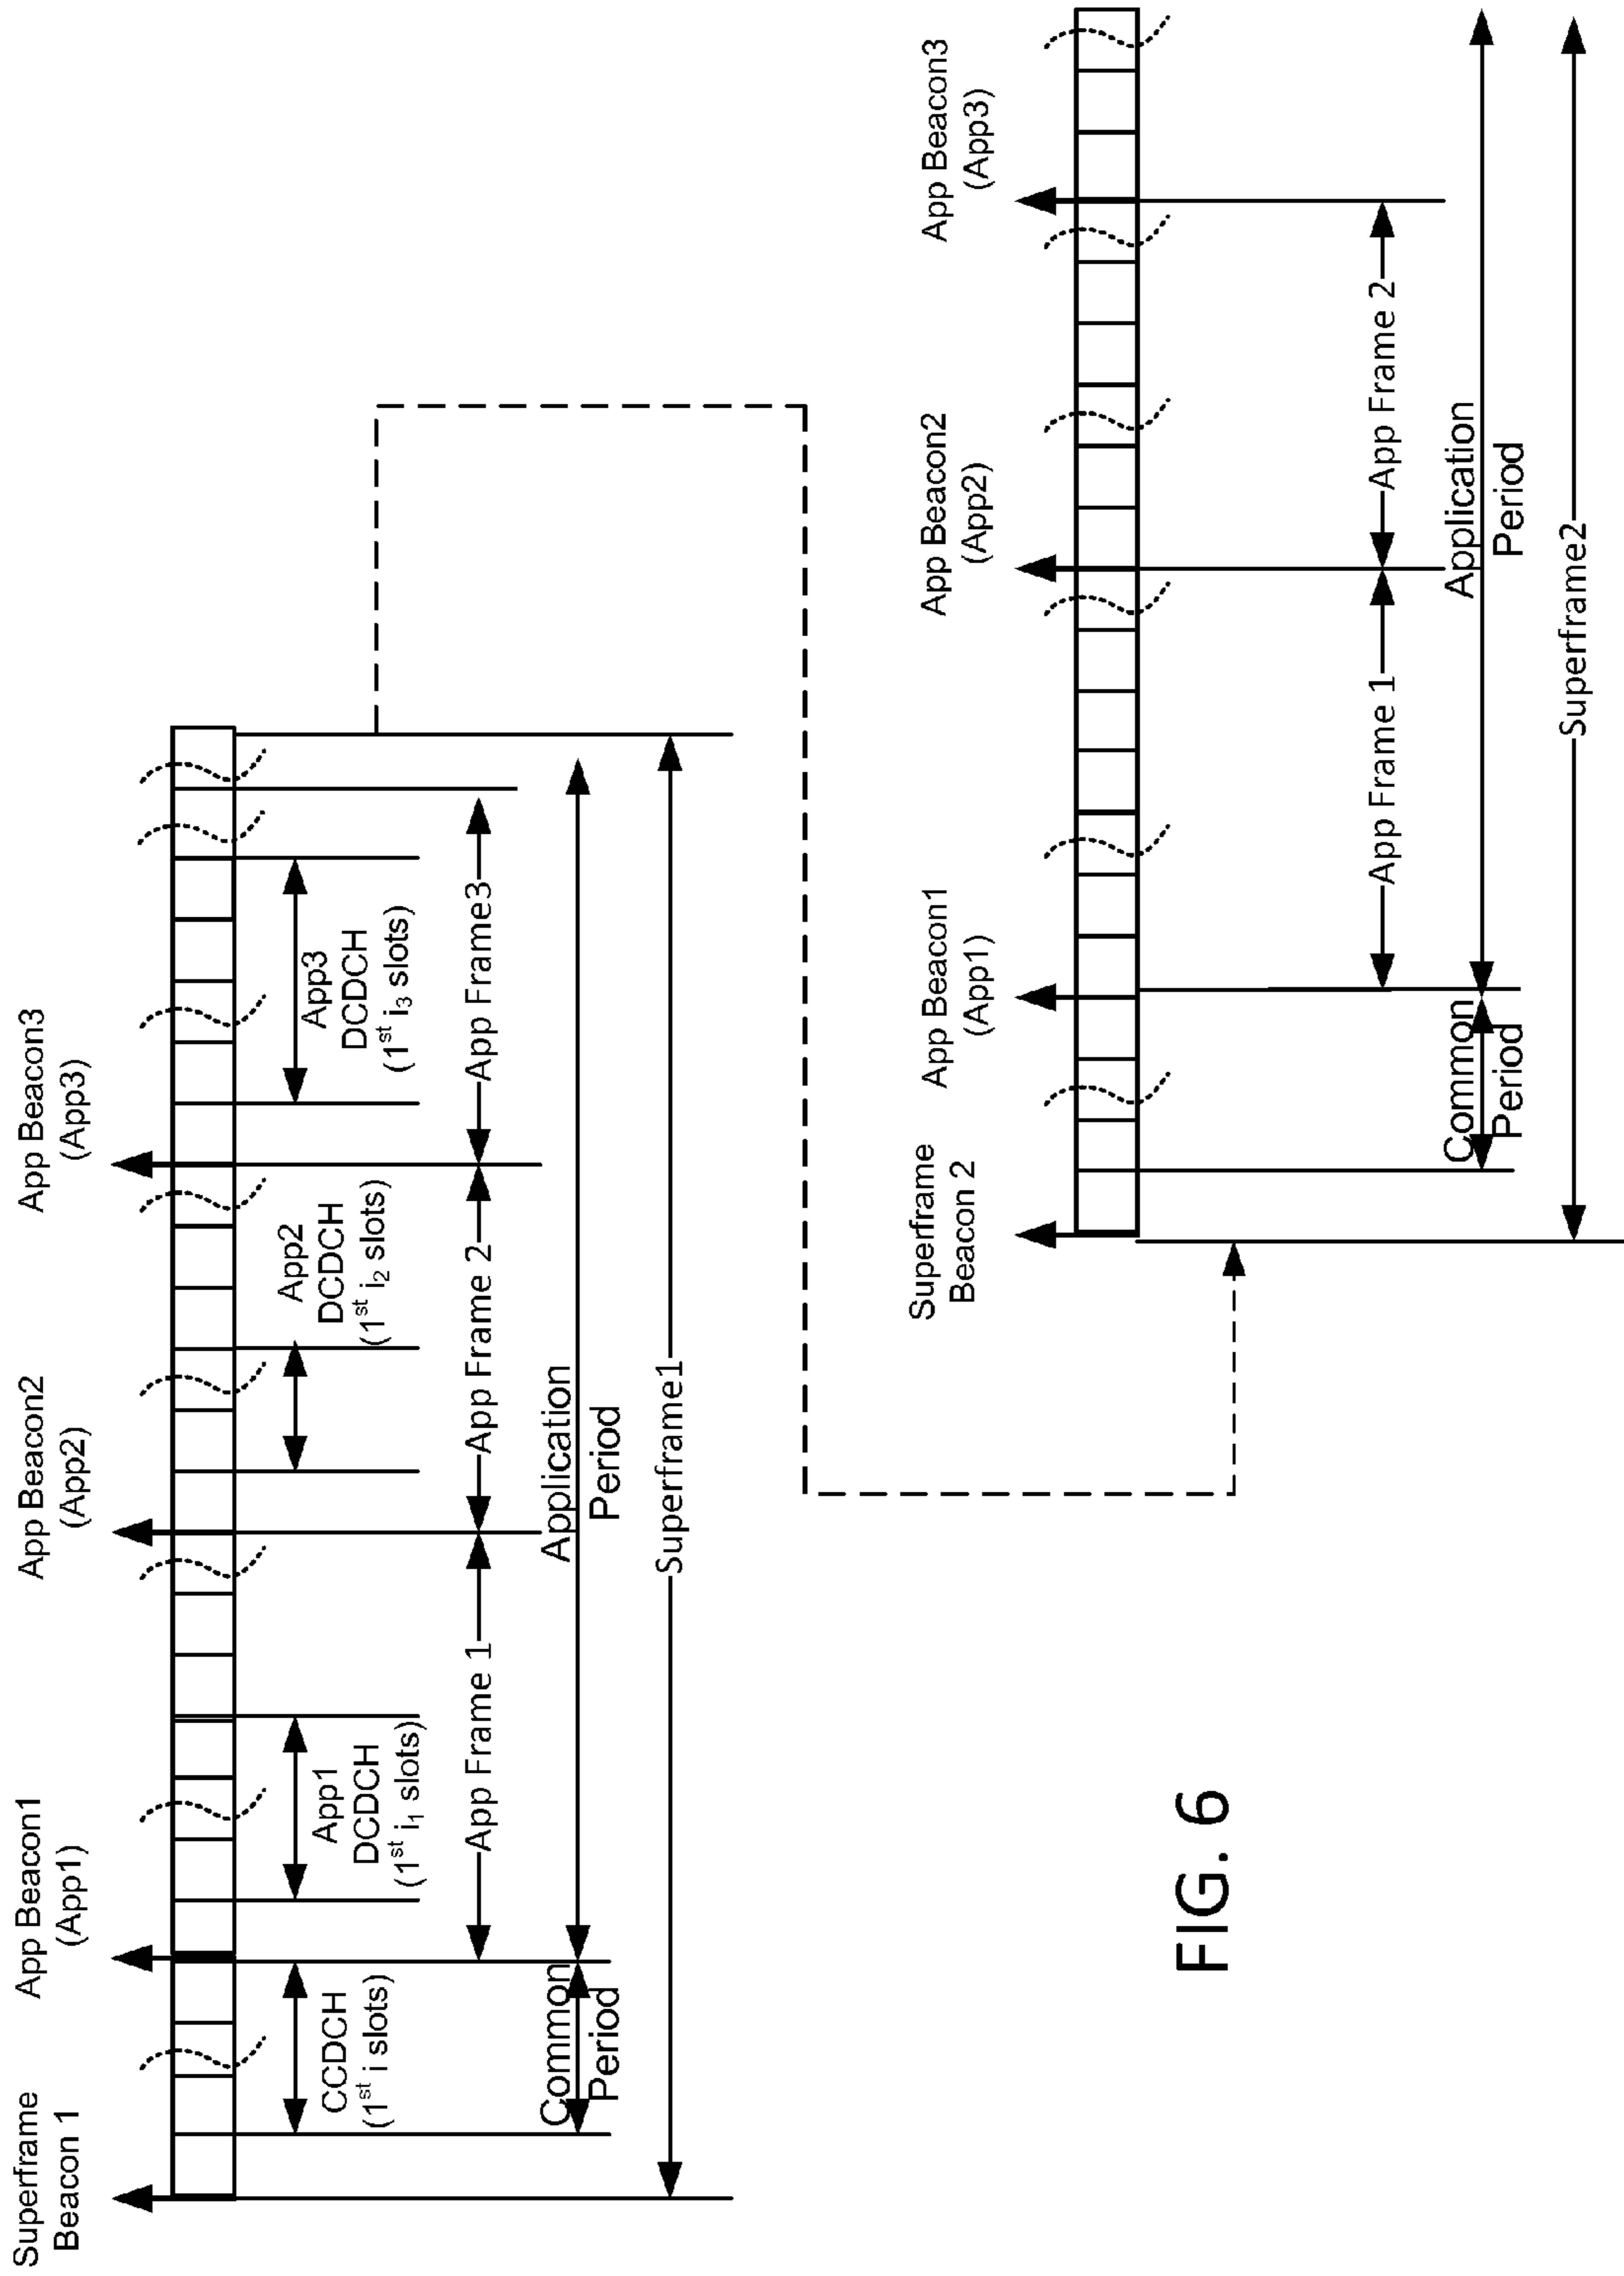 Superframe
Beacon 1
App Beacon1
(App1)
App Beacon2
(App2)
App Beacon3
(App3)
CCDCH
(1st i slots)
App1
DCDCH
(1st i1 slots)
App2
DCDCH
(1st i2 slots)
App3
DCDCH
(1st i3 slots)
App Frame 1
App Frame 2
App Frame3
Common
Period
Application
Period
Superframe1
Superframe
Beacon 2
App Beacon1
(App1)
App Beacon2
(App2)
App Beacon3
(App3)
App Frame 1
App Frame 2
Common
Period
Application
Period
Superframe2
FIG. 6